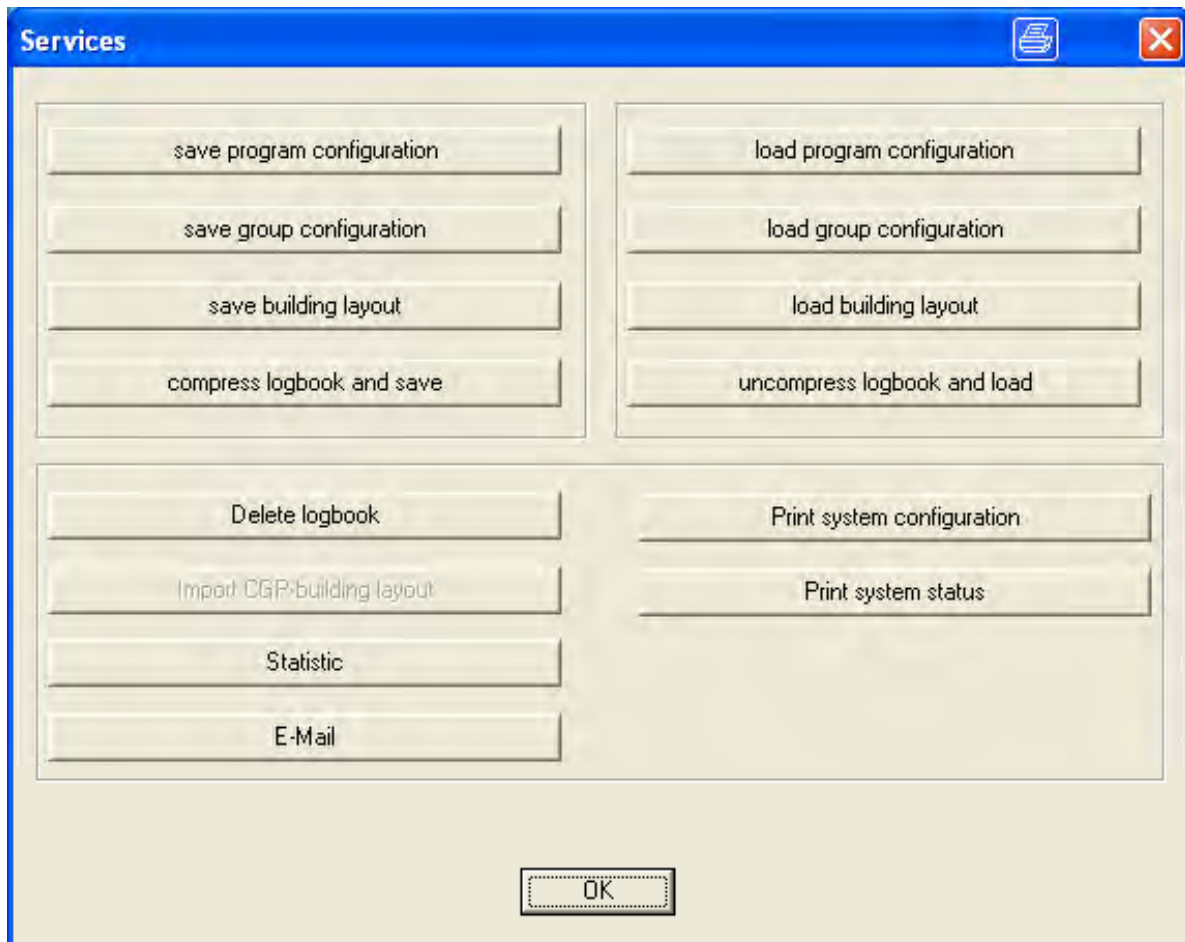 Services
save program configuration
load program configuration
save group configuration
load group configuration
save building layout
load building layout
compress logbook and save
uncompress logbook and load
Delete logbook
Print system configuration
Import CGP-building layout
Print system status
Statistic
E-Mail
OK